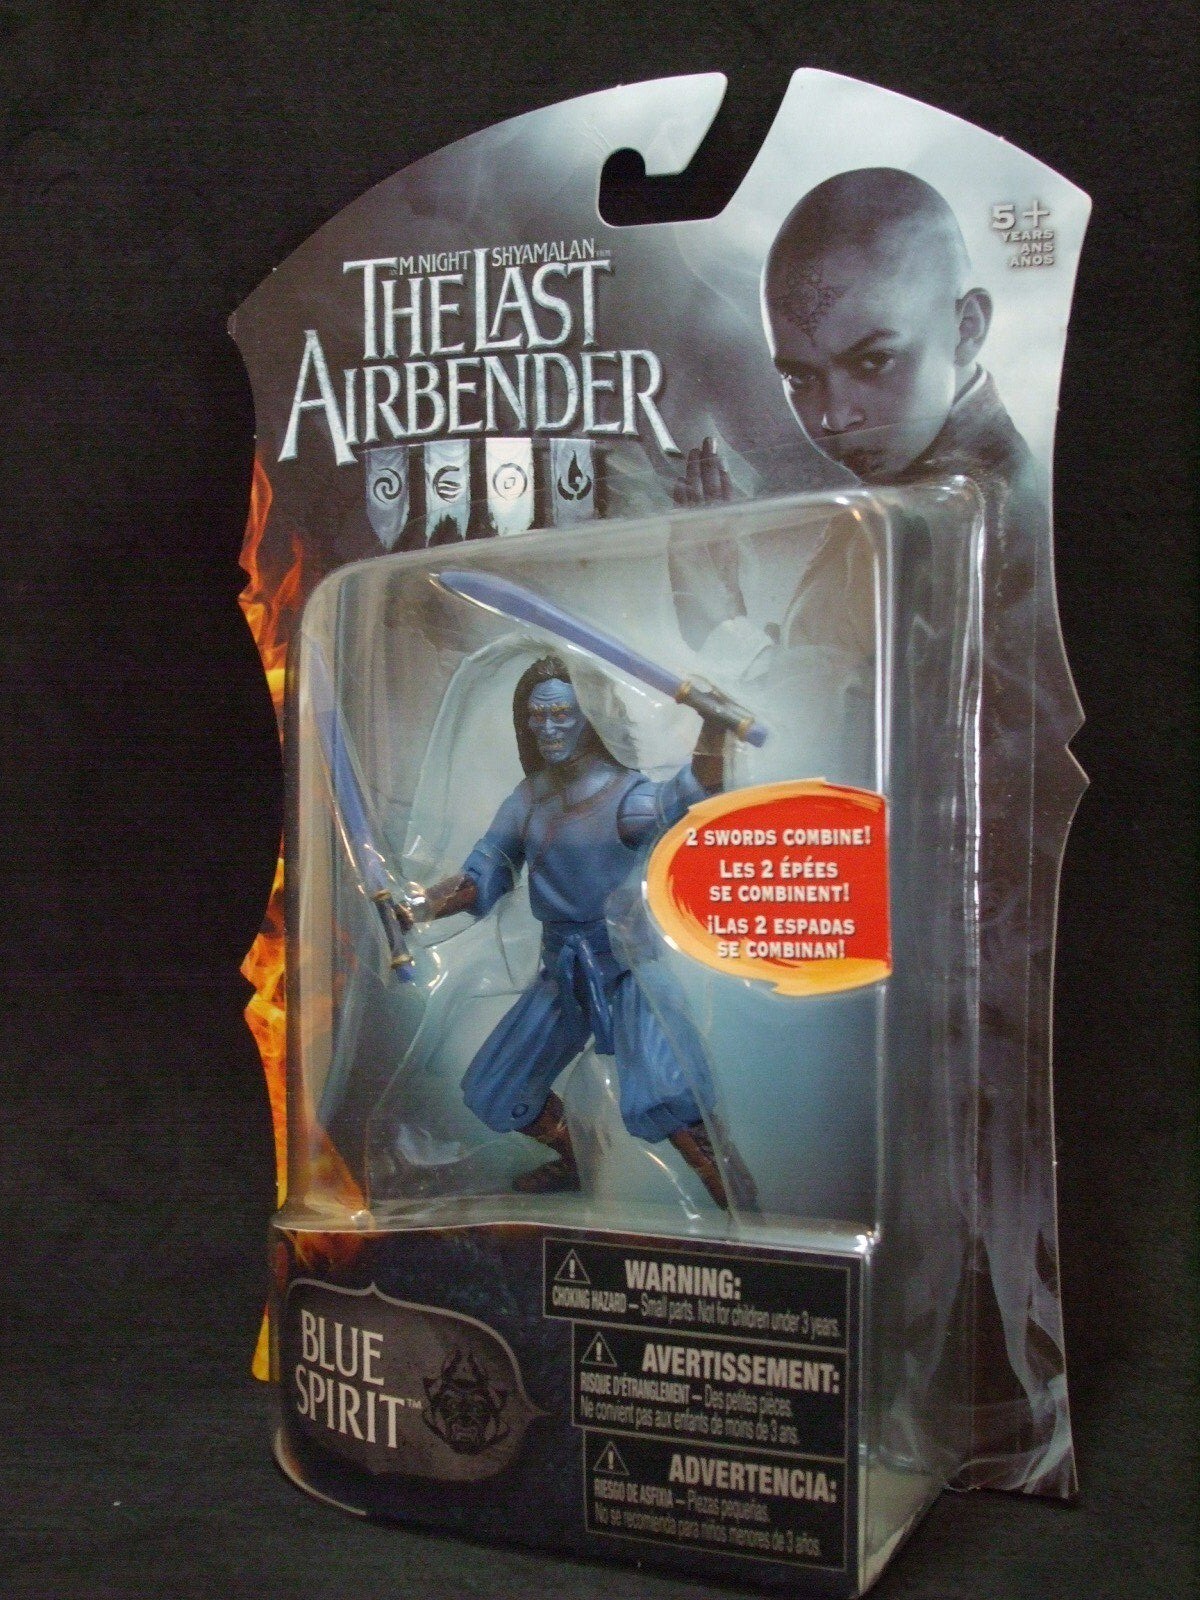 5+
YEARS
ANS
AÑOS
AN M. NIGHT SHYAMALAN FILM
THE LAST
AIRBENDER
2 SWORDS COMBINE!
LES 2 ÉPÉES
SE COMBINENT!
¡LAS 2 ESPADAS
SE COMBINAN!
BLUE
SPIRIT™
WARNING:
CHOKING HAZARD — Small parts. Not for children under 3 years.
AVERTISSEMENT:
RISQUE D'ÉTRANGLEMENT — Des petites pièces.
Ne convient pas aux enfants de moins de 3 ans.
ADVERTENCIA:
RIESGO DE ASFIXIA — Piezas pequeñas.
No se recomienda para niños menores de 3 años.